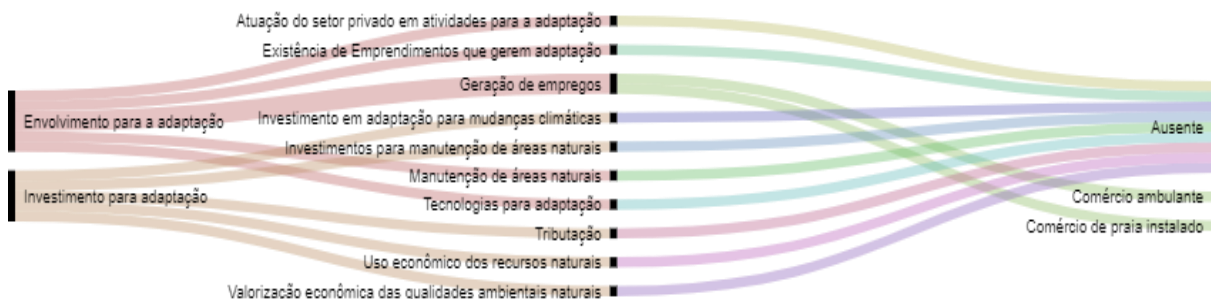 Atuação do setor privado em atividades para a adaptação
Existência de Emprendimentos que gerem adaptação
Geração de empregos
Envolvimento para a adaptação
Investimento em adaptação para mudanças climáticas
Ausente
Investimentos para manutenção de áreas naturais
Manutenção de áreas naturais
Investimento para adaptação
Comércio ambulante
Tecnologias para adaptação
Comércio de praia instalado
Tributação
Uso econômico dos recursos naturais
Valorização econômica das qualidades ambientais naturais